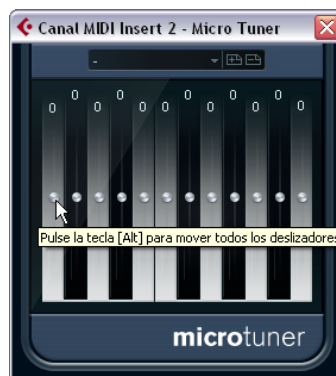 Canal MIDI Insert 2 - Micro Tuner
-
0 0 0 0 0 0 0 0 0 0 0 0
Pulse la tecla [Alt] para mover todos los deslizadores
microtuner